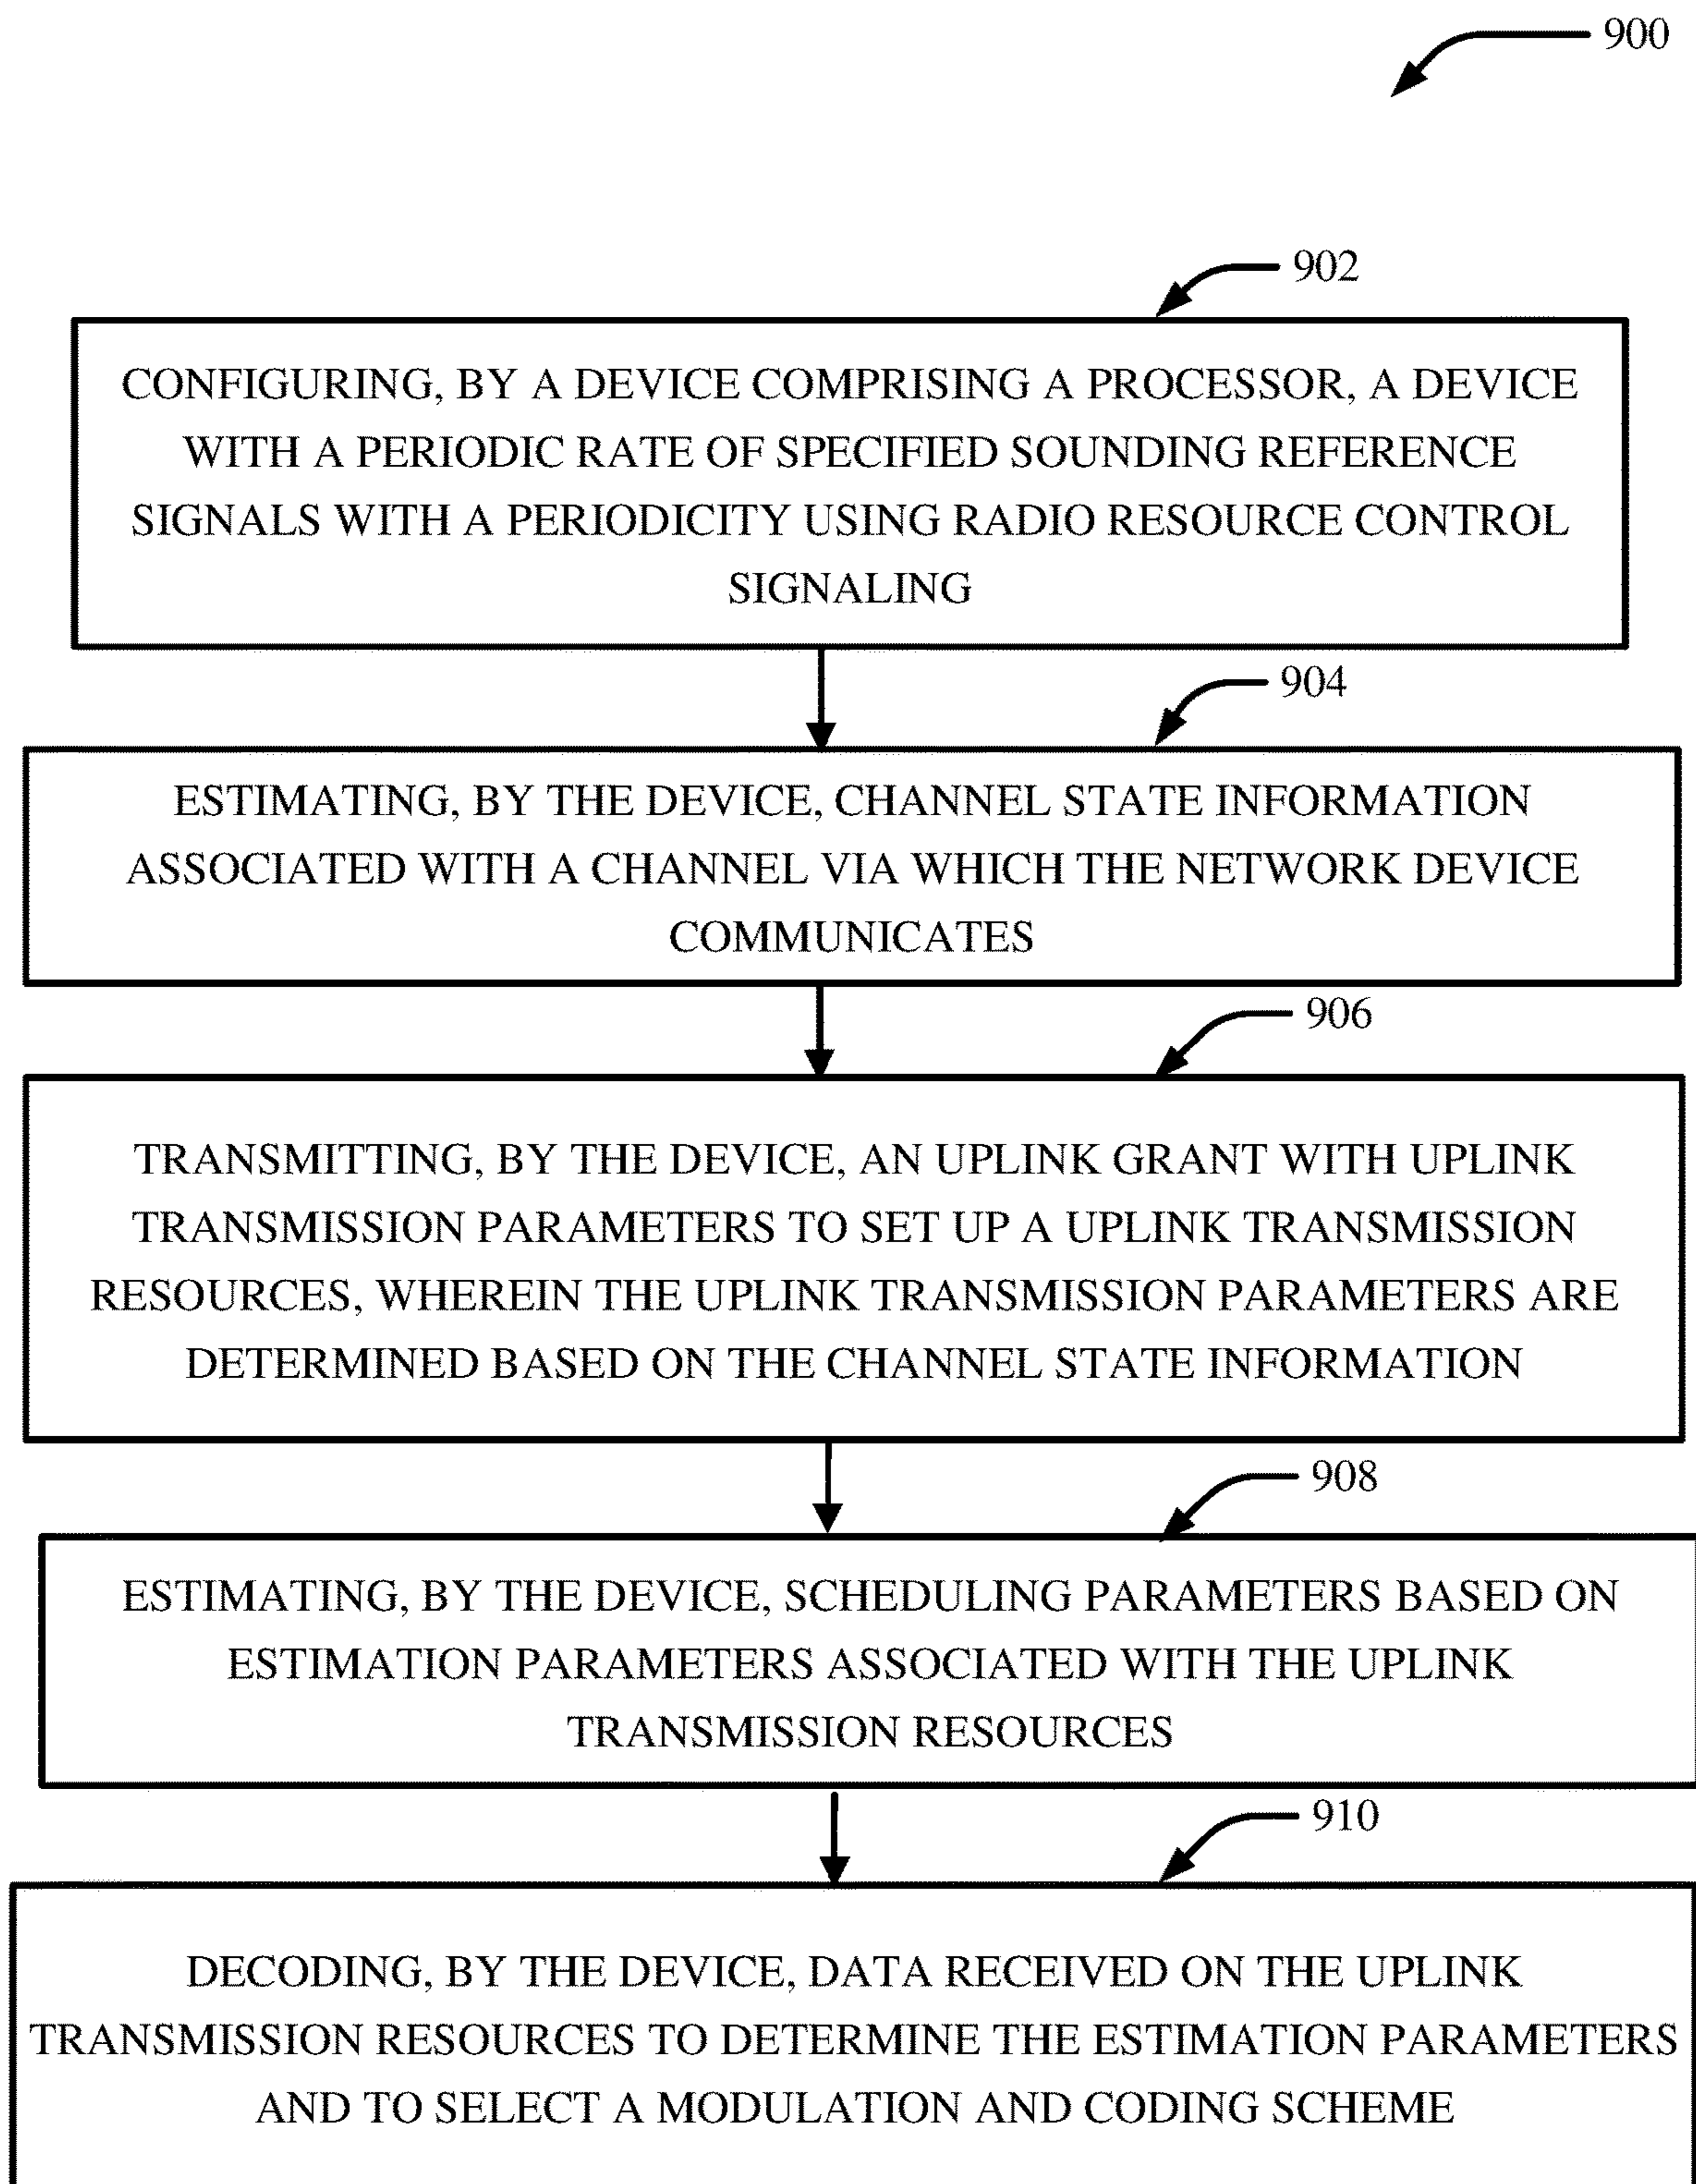 900
902
CONFIGURING, BY A DEVICE COMPRISING A PROCESSOR, A DEVICE
WITH A PERIODIC RATE OF SPECIFIED SOUNDING REFERENCE
SIGNALS WITH A PERIODICITY USING RADIO RESOURCE CONTROL
SIGNALING
904
ESTIMATING, BY THE DEVICE, CHANNEL STATE INFORMATION
ASSOCIATED WITH A CHANNEL VIA WHICH THE NETWORK DEVICE
COMMUNICATES
906
TRANSMITTING, BY THE DEVICE, AN UPLINK GRANT WITH UPLINK
TRANSMISSION PARAMETERS TO SET UP A UPLINK TRANSMISSION
RESOURCES, WHEREIN THE UPLINK TRANSMISSION PARAMETERS ARE
DETERMINED BASED ON THE CHANNEL STATE INFORMATION
908
ESTIMATING, BY THE DEVICE, SCHEDULING PARAMETERS BASED ON
ESTIMATION PARAMETERS ASSOCIATED WITH THE UPLINK
TRANSMISSION RESOURCES
910
DECODING, BY THE DEVICE, DATA RECEIVED ON THE UPLINK
TRANSMISSION RESOURCES TO DETERMINE THE ESTIMATION PARAMETERS
AND TO SELECT A MODULATION AND CODING SCHEME